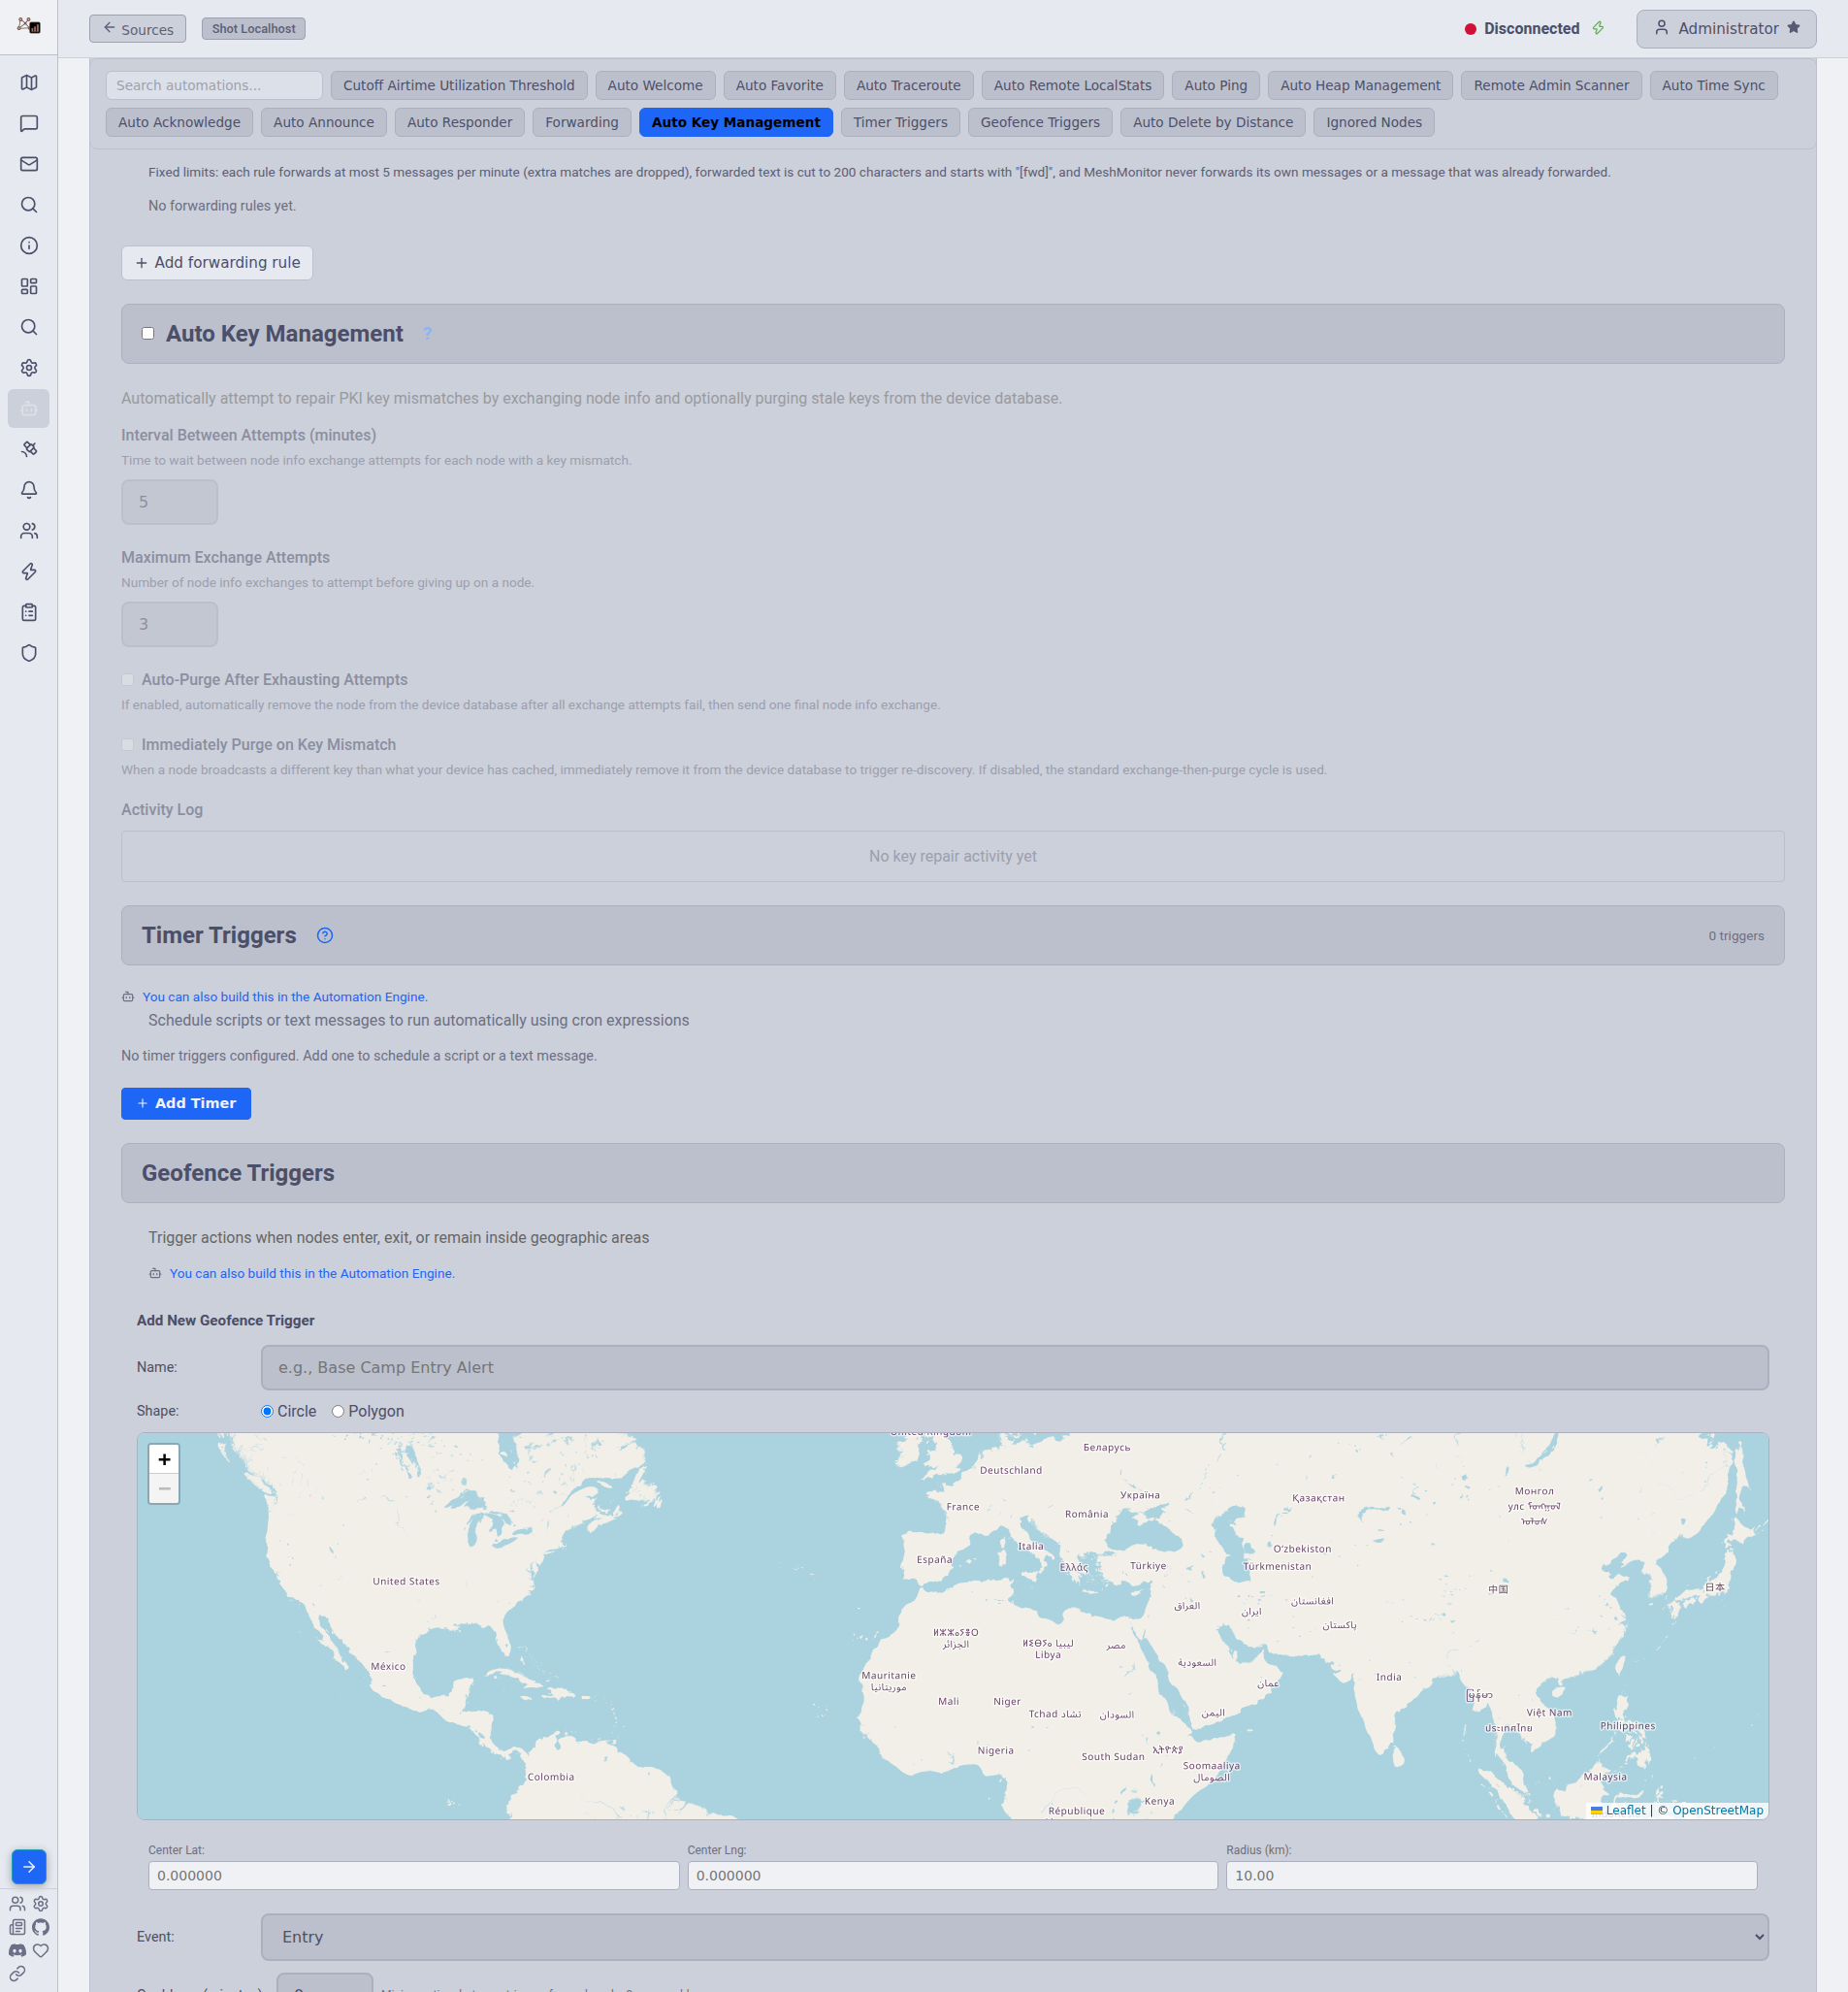 Sources
Shot Localhost
Disconnected
Administrator
Search automations...
Cutoff Airtime Utilization Threshold
Auto Welcome
Auto Favorite
Auto Traceroute
Auto Remote LocalStats
Auto Ping
Auto Heap Management
Remote Admin Scanner
Auto Time Sync
Auto Acknowledge
Auto Announce
Auto Responder
Forwarding
Auto Key Management
Timer Triggers
Geofence Triggers
Auto Delete by Distance
Ignored Nodes
Fixed limits: each rule forwards at most 5 messages per minute (extra matches are dropped), forwarded text is cut to 200 characters and starts with "[fwd]", and MeshMonitor never forwards its own messages or a message that was already forwarded.
No forwarding rules yet.
+ Add forwarding rule
Auto Key Management ?
Automatically attempt to repair PKI key mismatches by exchanging node info and optionally purging stale keys from the device database.
Interval Between Attempts (minutes)
Time to wait between node info exchange attempts for each node with a key mismatch.
5
Maximum Exchange Attempts
Number of node info exchanges to attempt before giving up on a node.
3
Auto-Purge After Exhausting Attempts
If enabled, automatically remove the node from the device database after all exchange attempts fail, then send one final node info exchange.
Immediately Purge on Key Mismatch
When a node broadcasts a different key than what your device has cached, immediately remove it from the device database to trigger re-discovery. If disabled, the standard exchange-then-purge cycle is used.
Activity Log
No key repair activity yet
Timer Triggers ?
0 triggers
You can also build this in the Automation Engine.
Schedule scripts or text messages to run automatically using cron expressions
No timer triggers configured. Add one to schedule a script or a text message.
+ Add Timer
Geofence Triggers
Trigger actions when nodes enter, exit, or remain inside geographic areas
You can also build this in the Automation Engine.
Add New Geofence Trigger
Name:
e.g., Base Camp Entry Alert
Shape:
Circle
Polygon
+
−
Беларусь
Deutschland
Україна
Қазақстан
Монгол
улс
France
România
Italia
España
Ελλάς
Türkiye
O'zbekiston
Türkmenistan
United States
中国
日本
العراق
ایران
افغانستان
پاکستان
الجزائر
ليبيا
Libya
مصر
السعودية
México
Mauritanie
موريتانيا
India
عمان
မြန်မာ
Mali
Niger
Tchad تشاد
السودان
اليمن
Việt Nam
ประเทศไทย
Philippines
Nigeria
South Sudan
ኢትዮጵያ
Soomaaliya
الصومال
Colombia
Malaysia
Kenya
République
Leaflet | © OpenStreetMap
Center Lat:
Center Lng:
Radius (km):
0.000000
0.000000
10.00
Event:
Entry